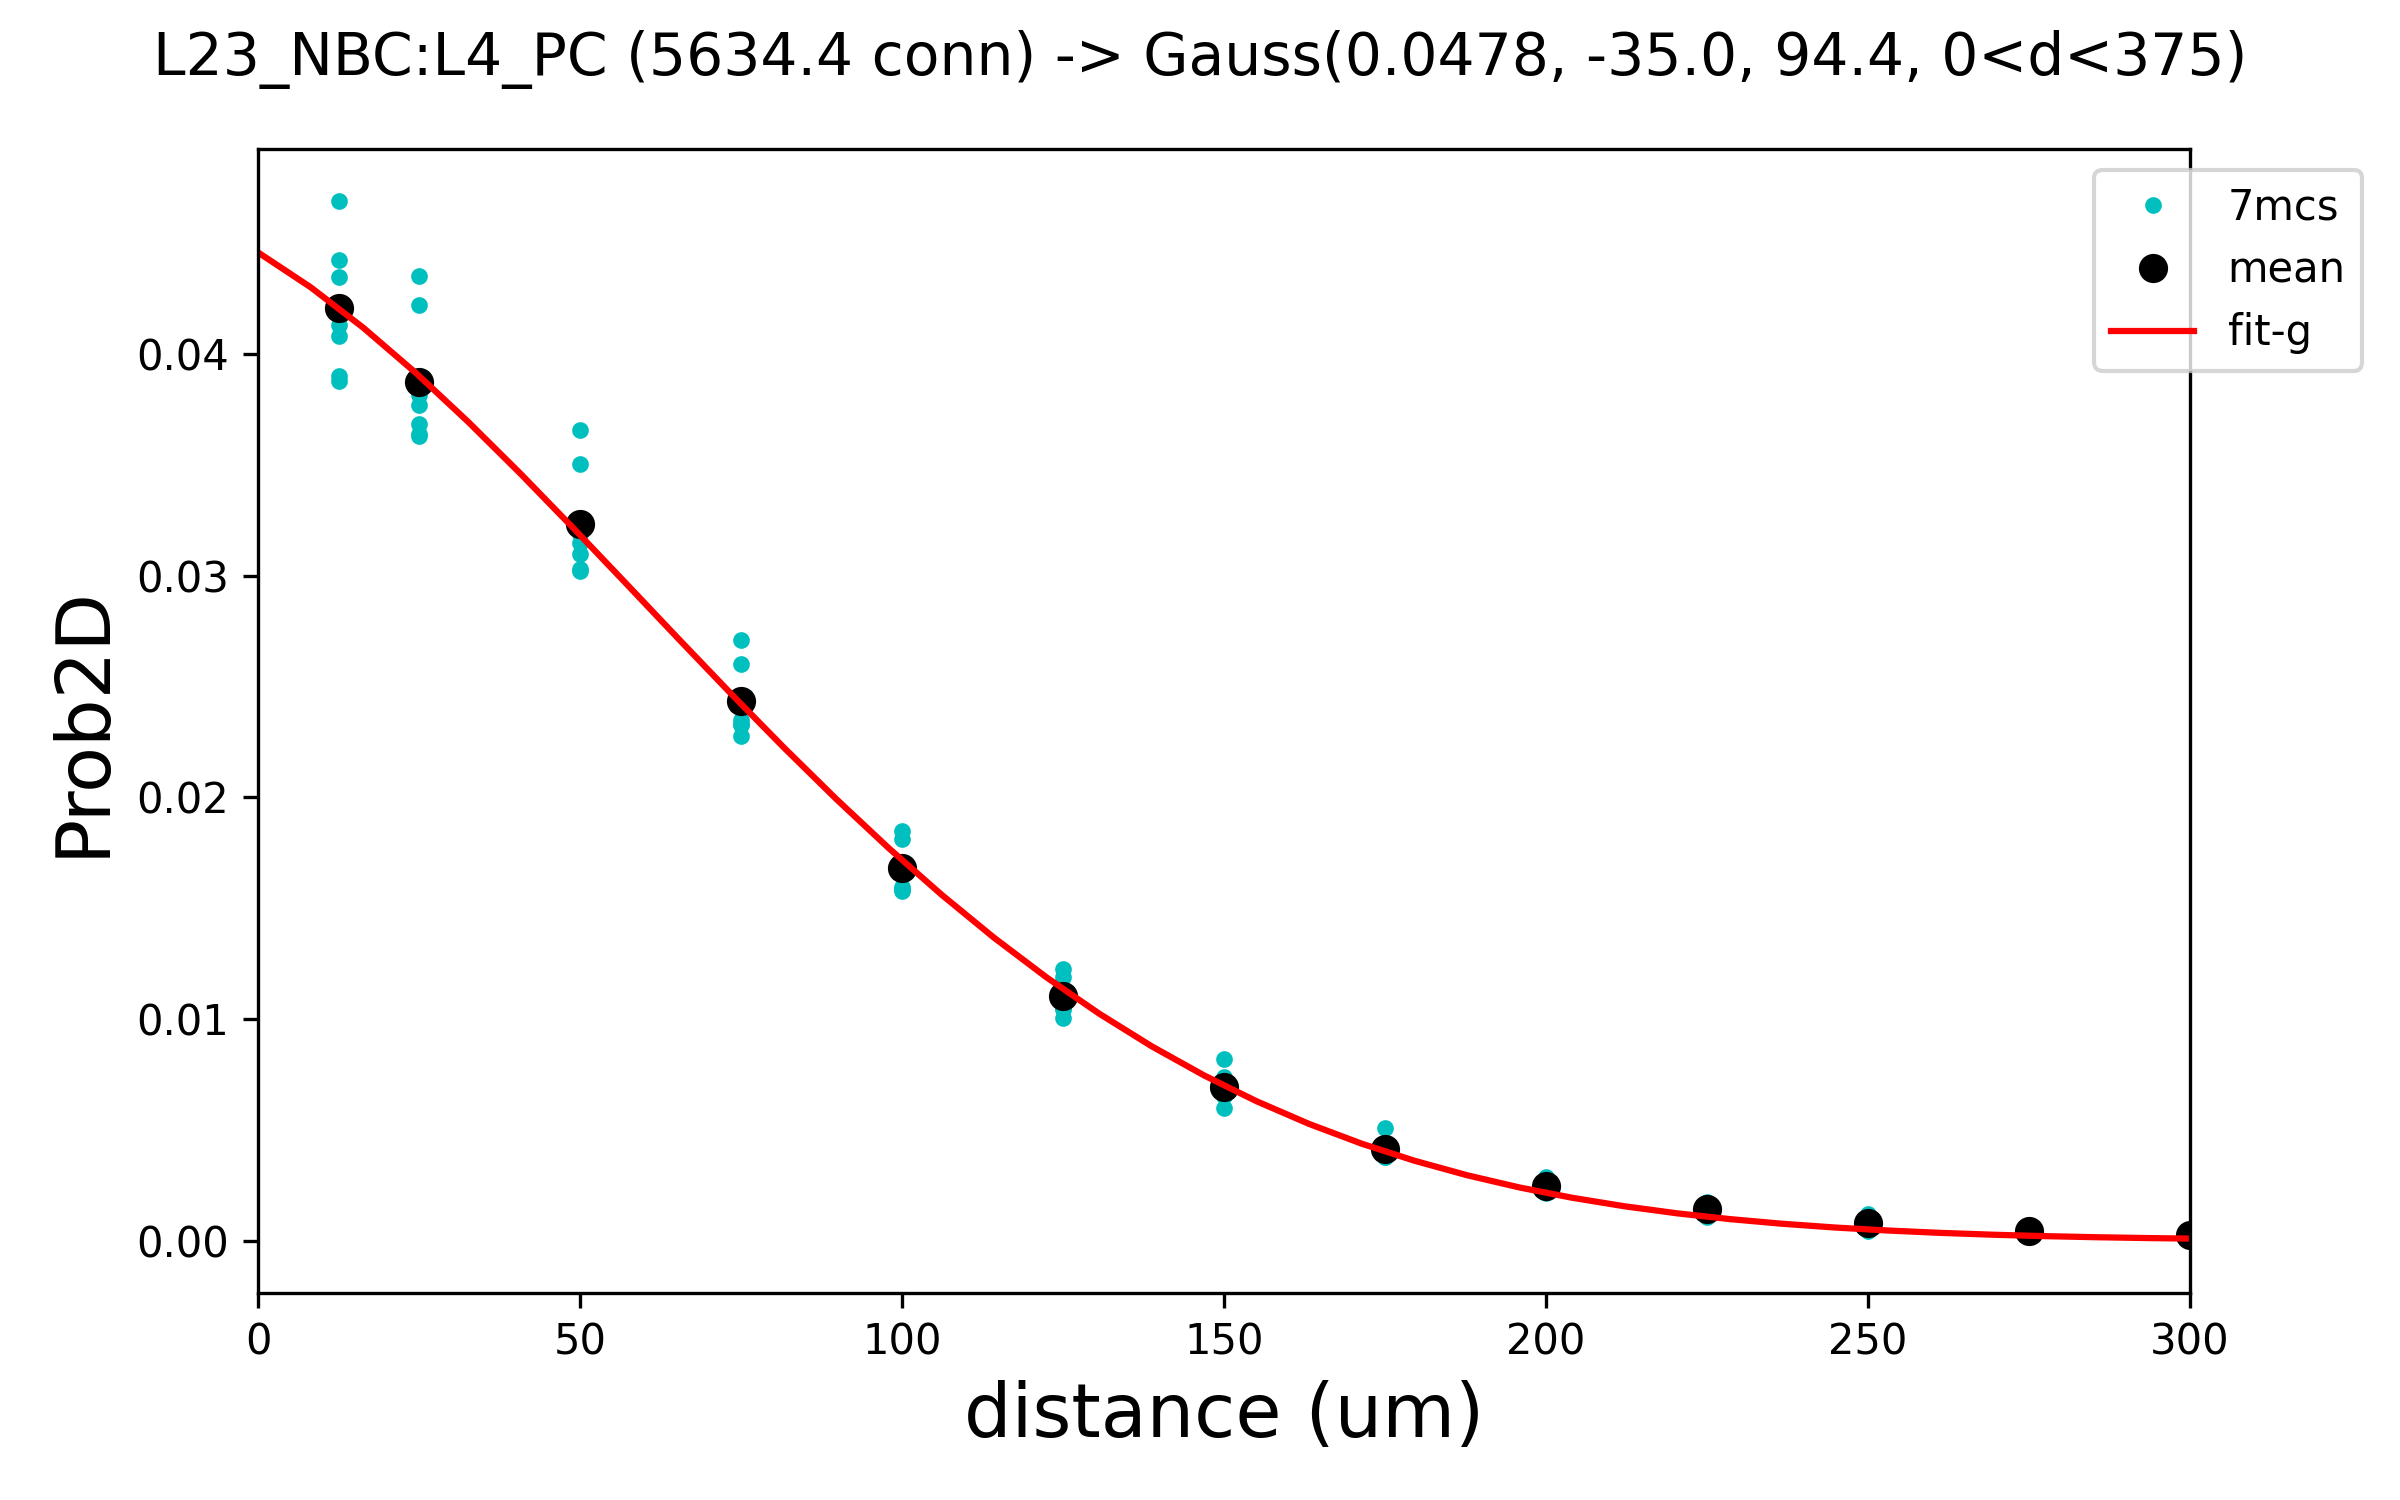 L23_NBC:L4_PC (5634.4 conn) -> Gauss(0.0478, -35.0, 94.4, 0<d<375)
7mcs
mean
fit-g
Prob2D
0.04
0.03
0.02
0.01
0.00
0 50 100 150 200 250 300
distance (um)